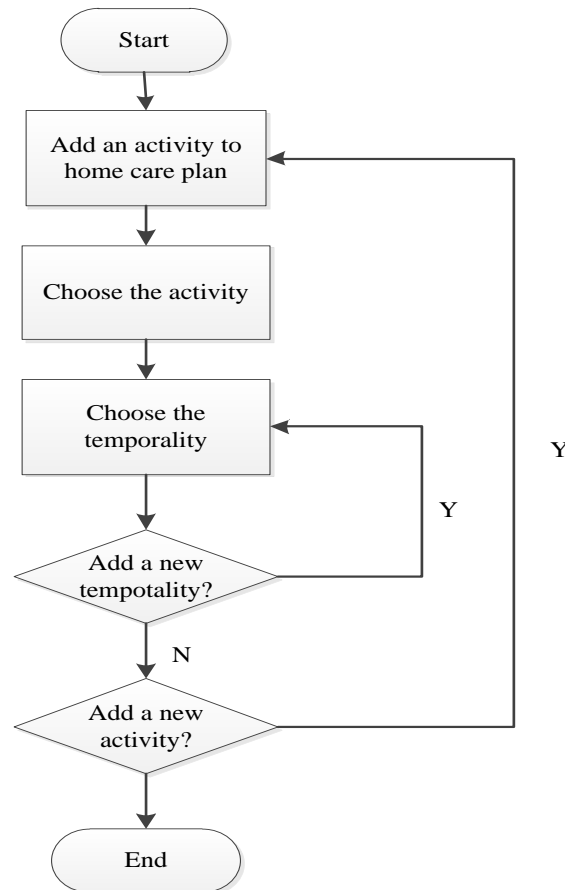 Start
Add an activity to
home care plan
Choose the activity
Choose the
temporality
Y
Y
Add a new
tempotality?
N
Add a new
activity?
End